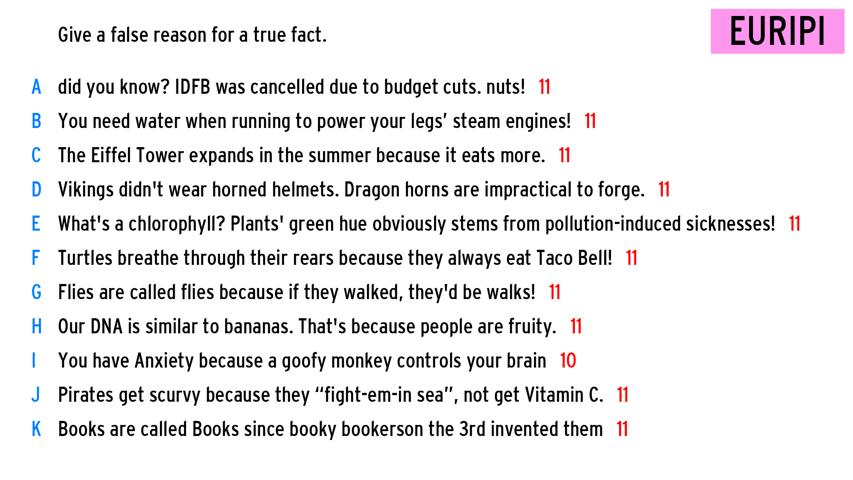 Give a false reason for a true fact.
EURIPI
A did you know? IDFB was cancelled due to budget cuts. nuts! 11
B You need water when running to power your legs’ steam engines! 11
C The Eiffel Tower expands in the summer because it eats more. 11
D Vikings didn't wear horned helmets. Dragon horns are impractical to forge. 11
E What's a chlorophyll? Plants' green hue obviously stems from pollution-induced sicknesses! 11
F Turtles breathe through their rears because they always eat Taco Bell! 11
G Flies are called flies because if they walked, they'd be walks! 11
H Our DNA is similar to bananas. That's because people are fruity. 11
I You have Anxiety because a goofy monkey controls your brain 10
J Pirates get scurvy because they “fight-em-in sea”, not get Vitamin C. 11
K Books are called Books since booky bookerson the 3rd invented them 11